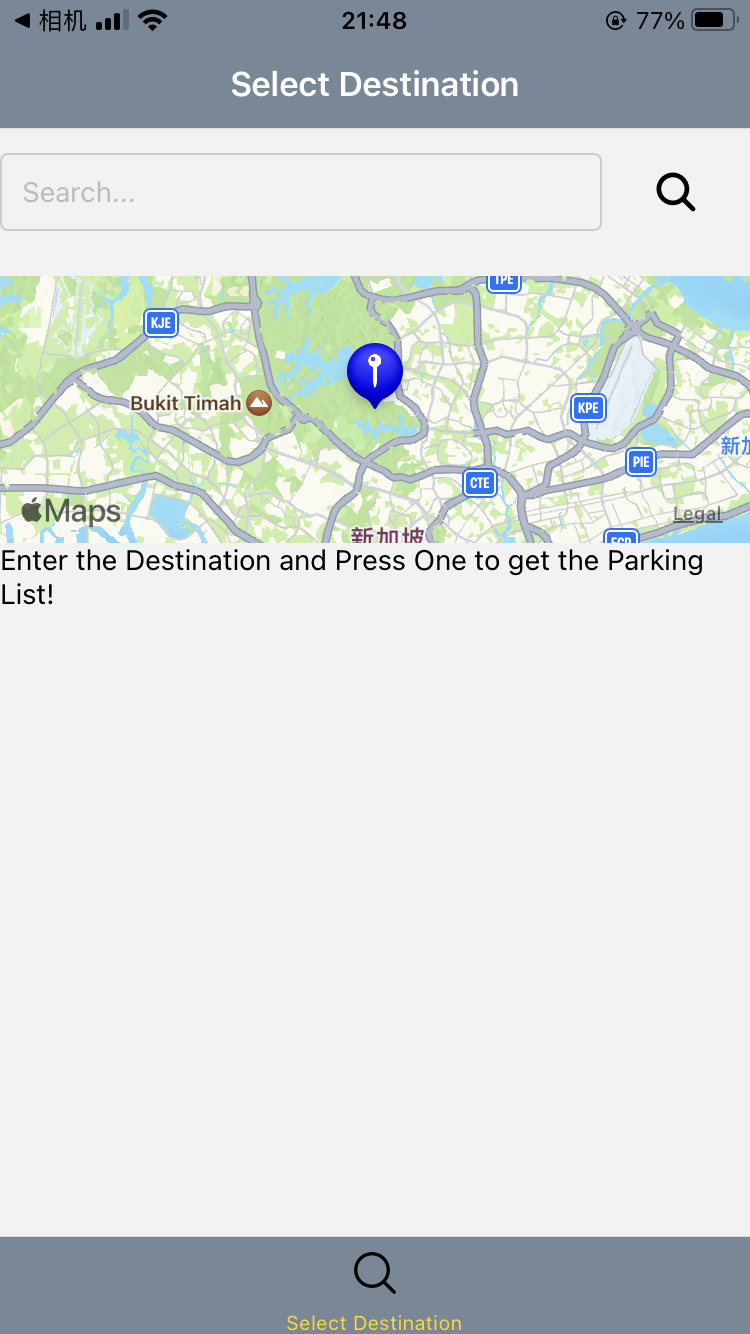 相机
21:48
77%
Select Destination
Search...
TPE
KJE
Bukit Timah
KPE
新加
PIE
CTE
Maps
Legal
新加坡
ECP
Enter the Destination and Press One to get the Parking
List!
Select Destination